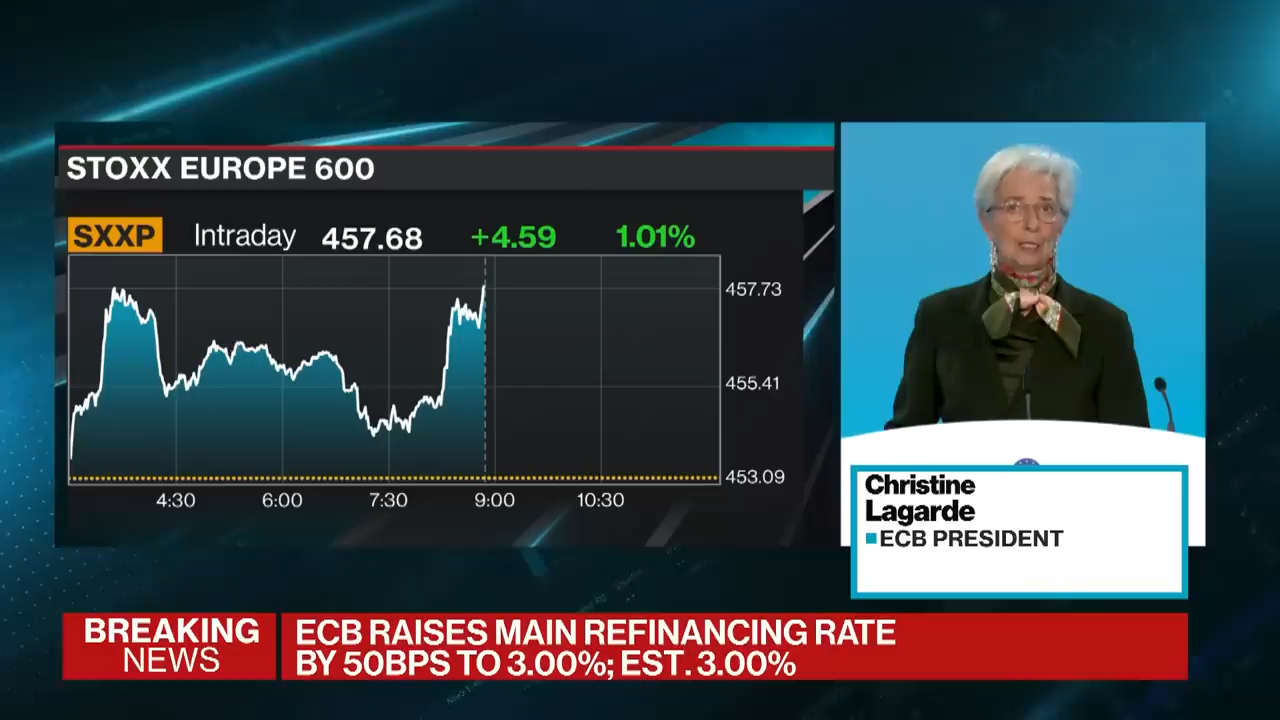 STOXX EUROPE 600
SXXP Intraday 457.68 +4.59 1.01%
457.73
455.41
453.09
4:30 6:00 7:30 9:00 10:30
Christine
Lagarde
ECB PRESIDENT
BREAKING
NEWS
ECB RAISES MAIN REFINANCING RATE
BY 50BPS TO 3.00%; EST. 3.00%